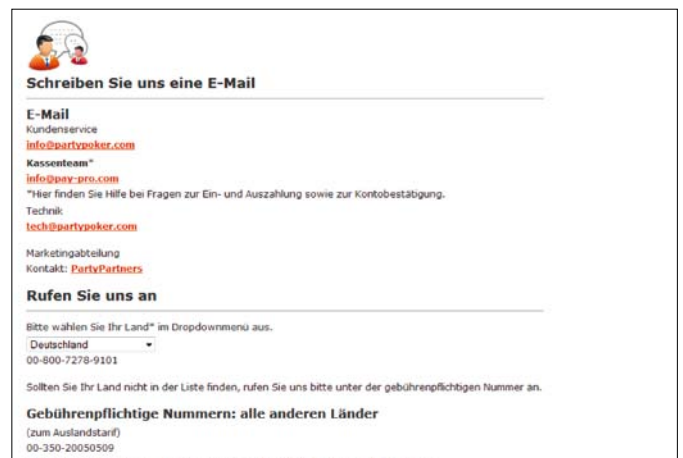 Schreiben Sie uns eine E-Mail
E-Mail
Kundenservice
info@partypoker.com
Kassenteam*
info@pay-pro.com
*Hier finden Sie Hilfe bei Fragen zur Ein- und Auszahlung sowie zur Kontobestätigung.
Technik
tech@partypoker.com
Marketingabteilung
Kontakt: PartyPartners
Rufen Sie uns an
Bitte wählen Sie Ihr Land* im Dropdownmenü aus.
Deutschland
00-800-7278-9101
Sollten Sie Ihr Land nicht in der Liste finden, rufen Sie uns bitte unter der gebührenpflichtigen Nummer an.
Gebührenpflichtige Nummern: alle anderen Länder
(zum Auslandstarif)
00-350-20050509